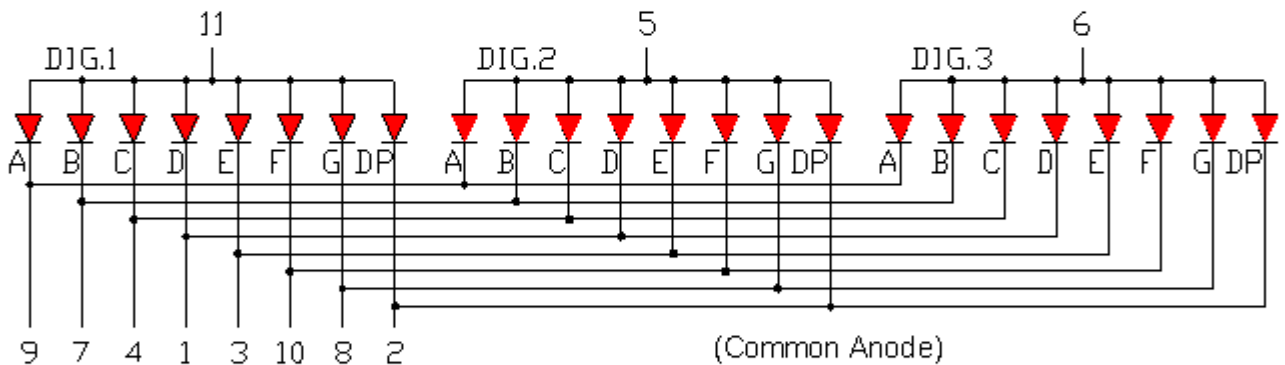 11 5 6
DIG.1 DIG.2 DIG.3
A B C D E F G DP A B C D E F G DP A B C D E F G DP
9 7 4 1 3 10 8 2 (Common Anode)